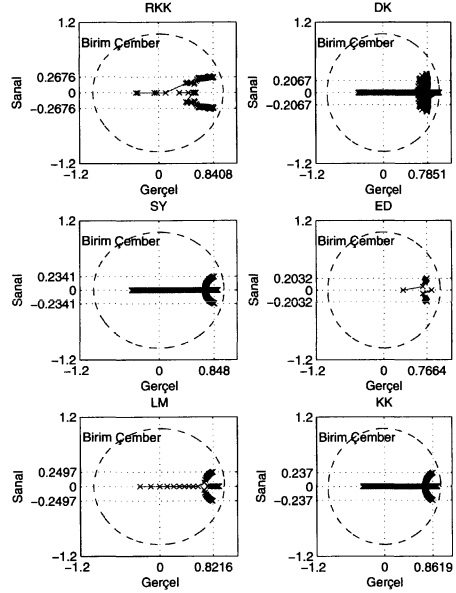 RKK
1.2
Birim Çember
0.2676
0
−0.2676
−1.2
−1.2
0
0.8408
Sanal
Gerçel
DK
1.2
Birim Çember
0.2067
0
−0.2067
−1.2
−1.2
0
0.7851
Sanal
Gerçel
SY
1.2
Birim Çember
0.2341
0
−0.2341
−1.2
−1.2
0
0.848
Sanal
Gerçel
ED
1.2
Birim Çember
0.2032
0
−0.2032
−1.2
−1.2
0
0.7664
Sanal
Gerçel
LM
1.2
Birim Çember
0.2497
0
−0.2497
−1.2
−1.2
0
0.8216
Sanal
Gerçel
KK
1.2
Birim Çember
0.237
0
−0.237
−1.2
−1.2
0
0.8619
Sanal
Gerçel